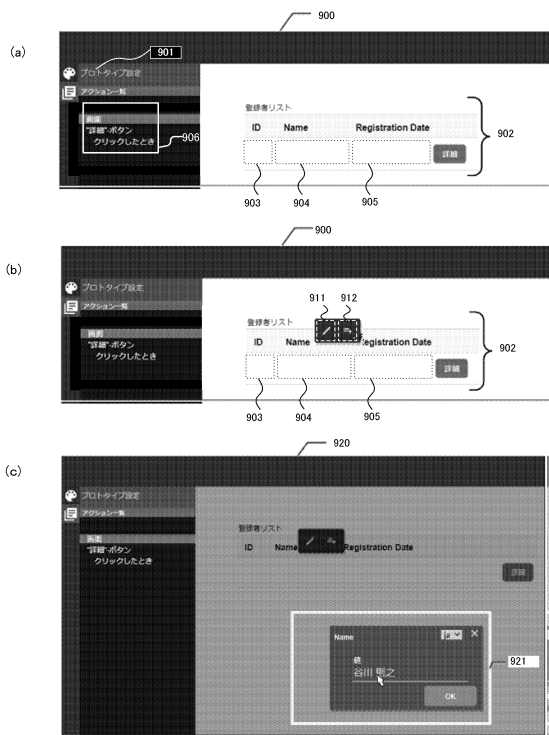 900
(a)
901
プロトタイプ設定
アクション一覧
画面
"詳細"-ボタン
クリックしたとき
906
登録者リスト
ID Name Registration Date
詳細
902
903 904 905
900
(b)
プロトタイプ設定
アクション一覧
画面
"詳細"-ボタン
クリックしたとき
911 912
登録者リスト
ID Name egistration Date
詳細
902
903 904 905
920
(c)
プロトタイプ設定
アクション一覧
画面
"詳細"-ボタン
クリックしたとき
登録者リスト
ID Name Registration Date
詳細
Name ja ×
値
谷川 則之
OK
921